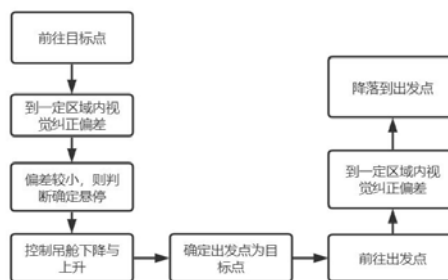 前往目标点
到一定区域内视
觉纠正偏差
偏差较小，则判
断确定悬停
控制吊舱下降与
上升
确定出发点为目
标点
前往出发点
到一定区域内视
觉纠正偏差
降落到出发点